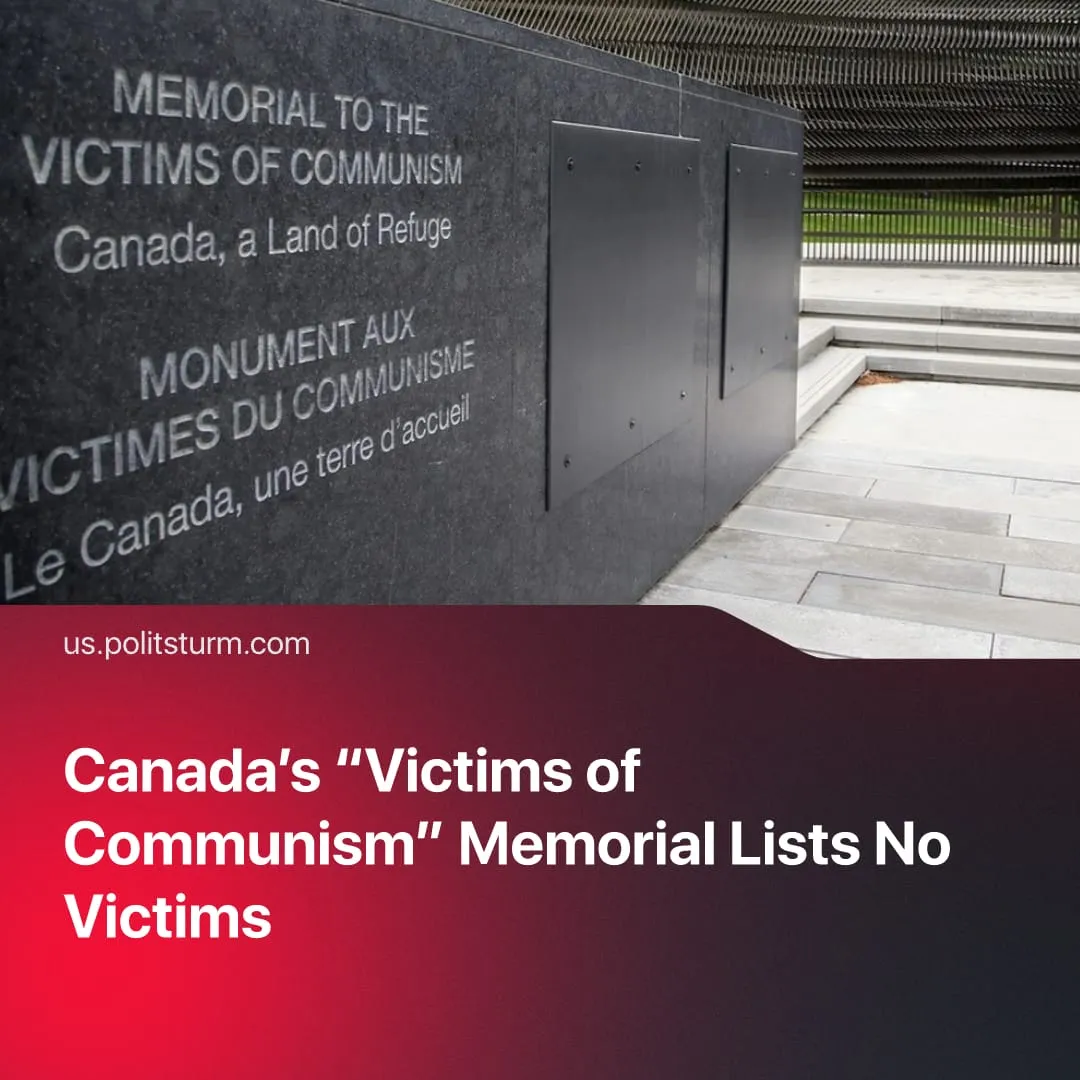 MEMORIAL TO THE
VICTIMS OF COMMUNISM
Canada, a Land of Refuge
MONUMENT AUX
VICTIMES DU COMMUNISME
Le Canada, une terre d’accueil
us.politsturm.com
Canada’s “Victims of
Communism” Memorial Lists No
Victims